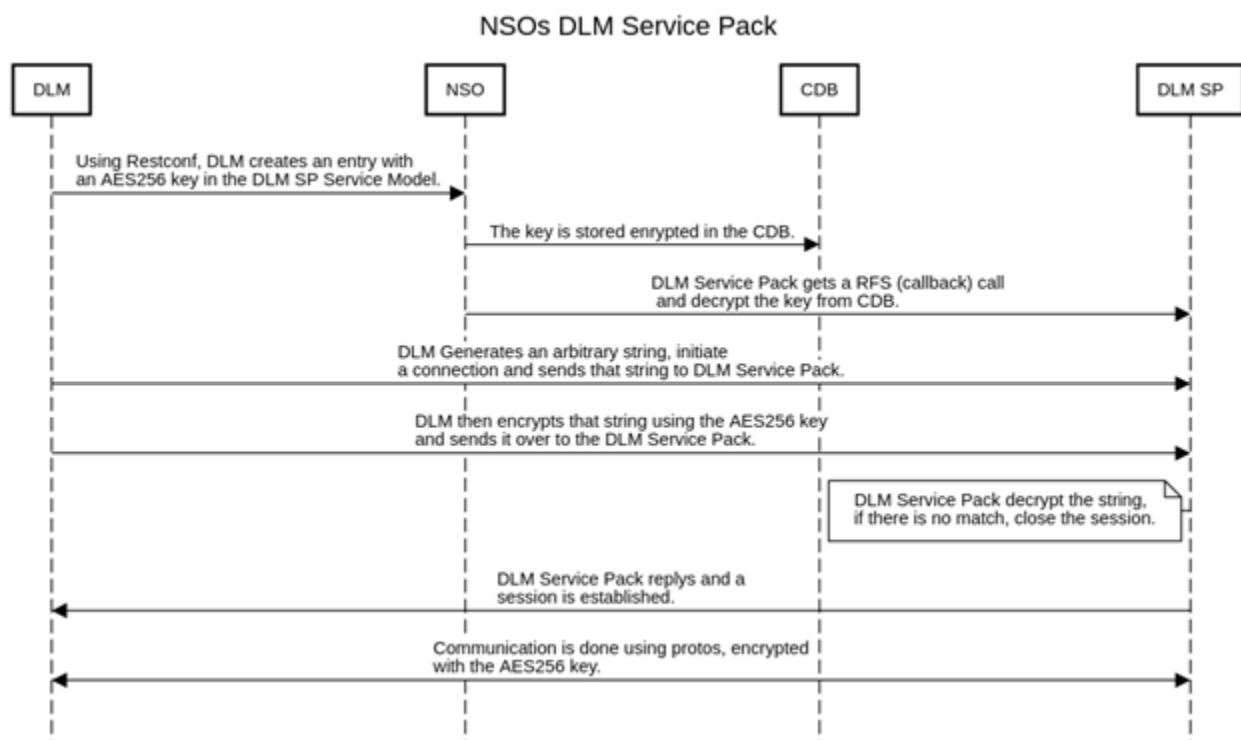 NSOs DLM Service Pack
DLM
NSO
CDB
DLM SP
Using Restconf, DLM creates an entry with
an AES256 key in the DLM SP Service Model.
The key is stored enrypted in the CDB.
DLM Service Pack gets a RFS (callback) call
and decrypt the key from CDB.
DLM Generates an arbitrary string, initiate
a connection and sends that string to DLM Service Pack.
DLM then encrypts that string using the AES256 key
and sends it over to the DLM Service Pack.
DLM Service Pack decrypt the string,
if there is no match, close the session.
DLM Service Pack replys and a
session is established.
Communication is done using protos, encrypted
with the AES256 key.